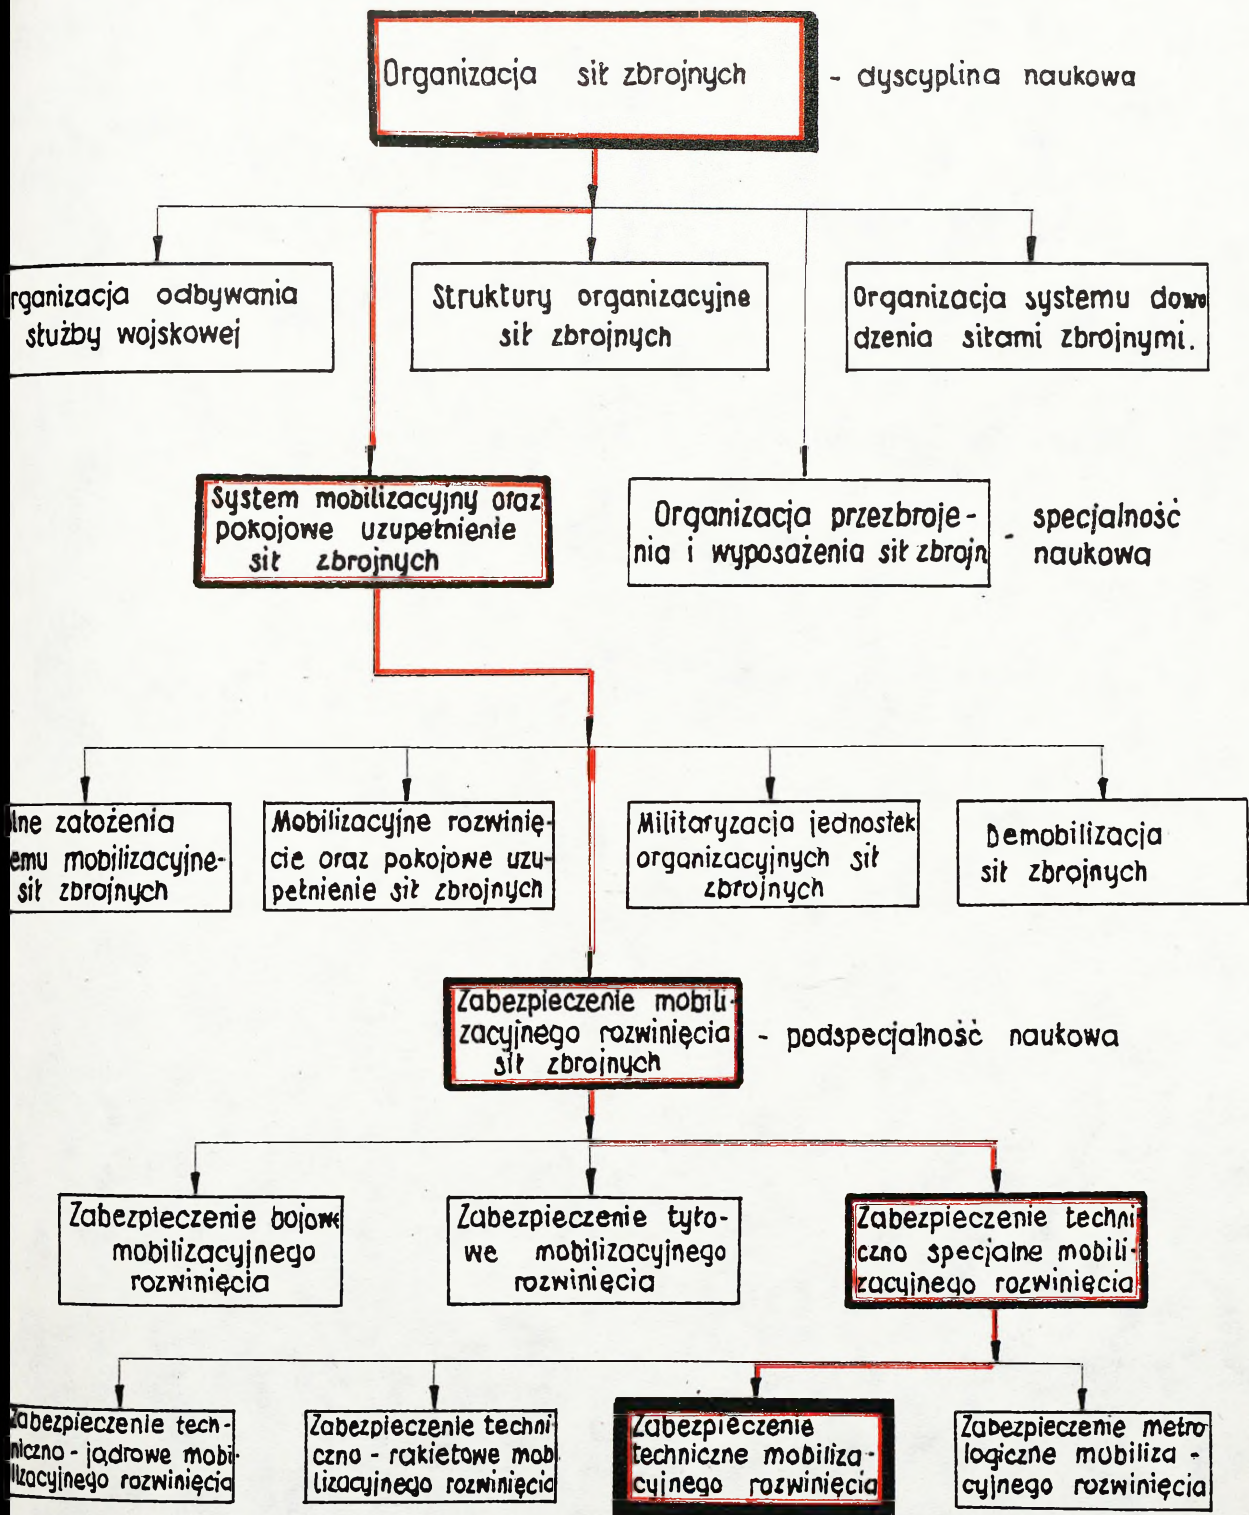 Organizacja sił zbrojnych - dyscyplina naukowa
rganizacja odbywania
służby wojskowej
Struktury organizacyjne
sił zbrojnych
Organizacja systemu dowo
dzenia siłami zbrojnymi.
System mobilizacyjny oraz
pokojowe uzupełnienie
sił zbrojnych
Organizacja przezbroje-
nia i wyposażenia sił zbrojn
- specjalność
naukowa
lne założenia
emu mobilizacyjne-
sił zbrojnych
Mobilizacyjne rozwinię-
cie oraz pokojowe uzu-
pełnienie sił zbrojnych
Militaryzacja jednostek
organizacyjnych sił
zbrojnych
Demobilizacja
sił zbrojnych
Zabezpieczenie mobili-
zacyjnego rozwinięcia
sił zbrojnych
- podspecjalność naukowa
Zabezpieczenie bojowe
mobilizacyjnego
rozwinięcia
Zabezpieczenie tyło-
we mobilizacyjnego
rozwinięcia
Zabezpieczenie techni
czno specjalne mobili-
zacyjnego rozwinięcia
Zabezpieczenie tech-
niczno - jądrowe mobi-
lizacyjnego rozwinięcia
Zabezpieczenie techni
czno - rakietowe mobi
lizacyjnego rozwinięcia
Zabezpieczenie
techniczne mobiliza -
cyjnego rozwinięcia
Zabezpieczenie metro
logiczne mobiliza -
cyjnego rozwinięcia